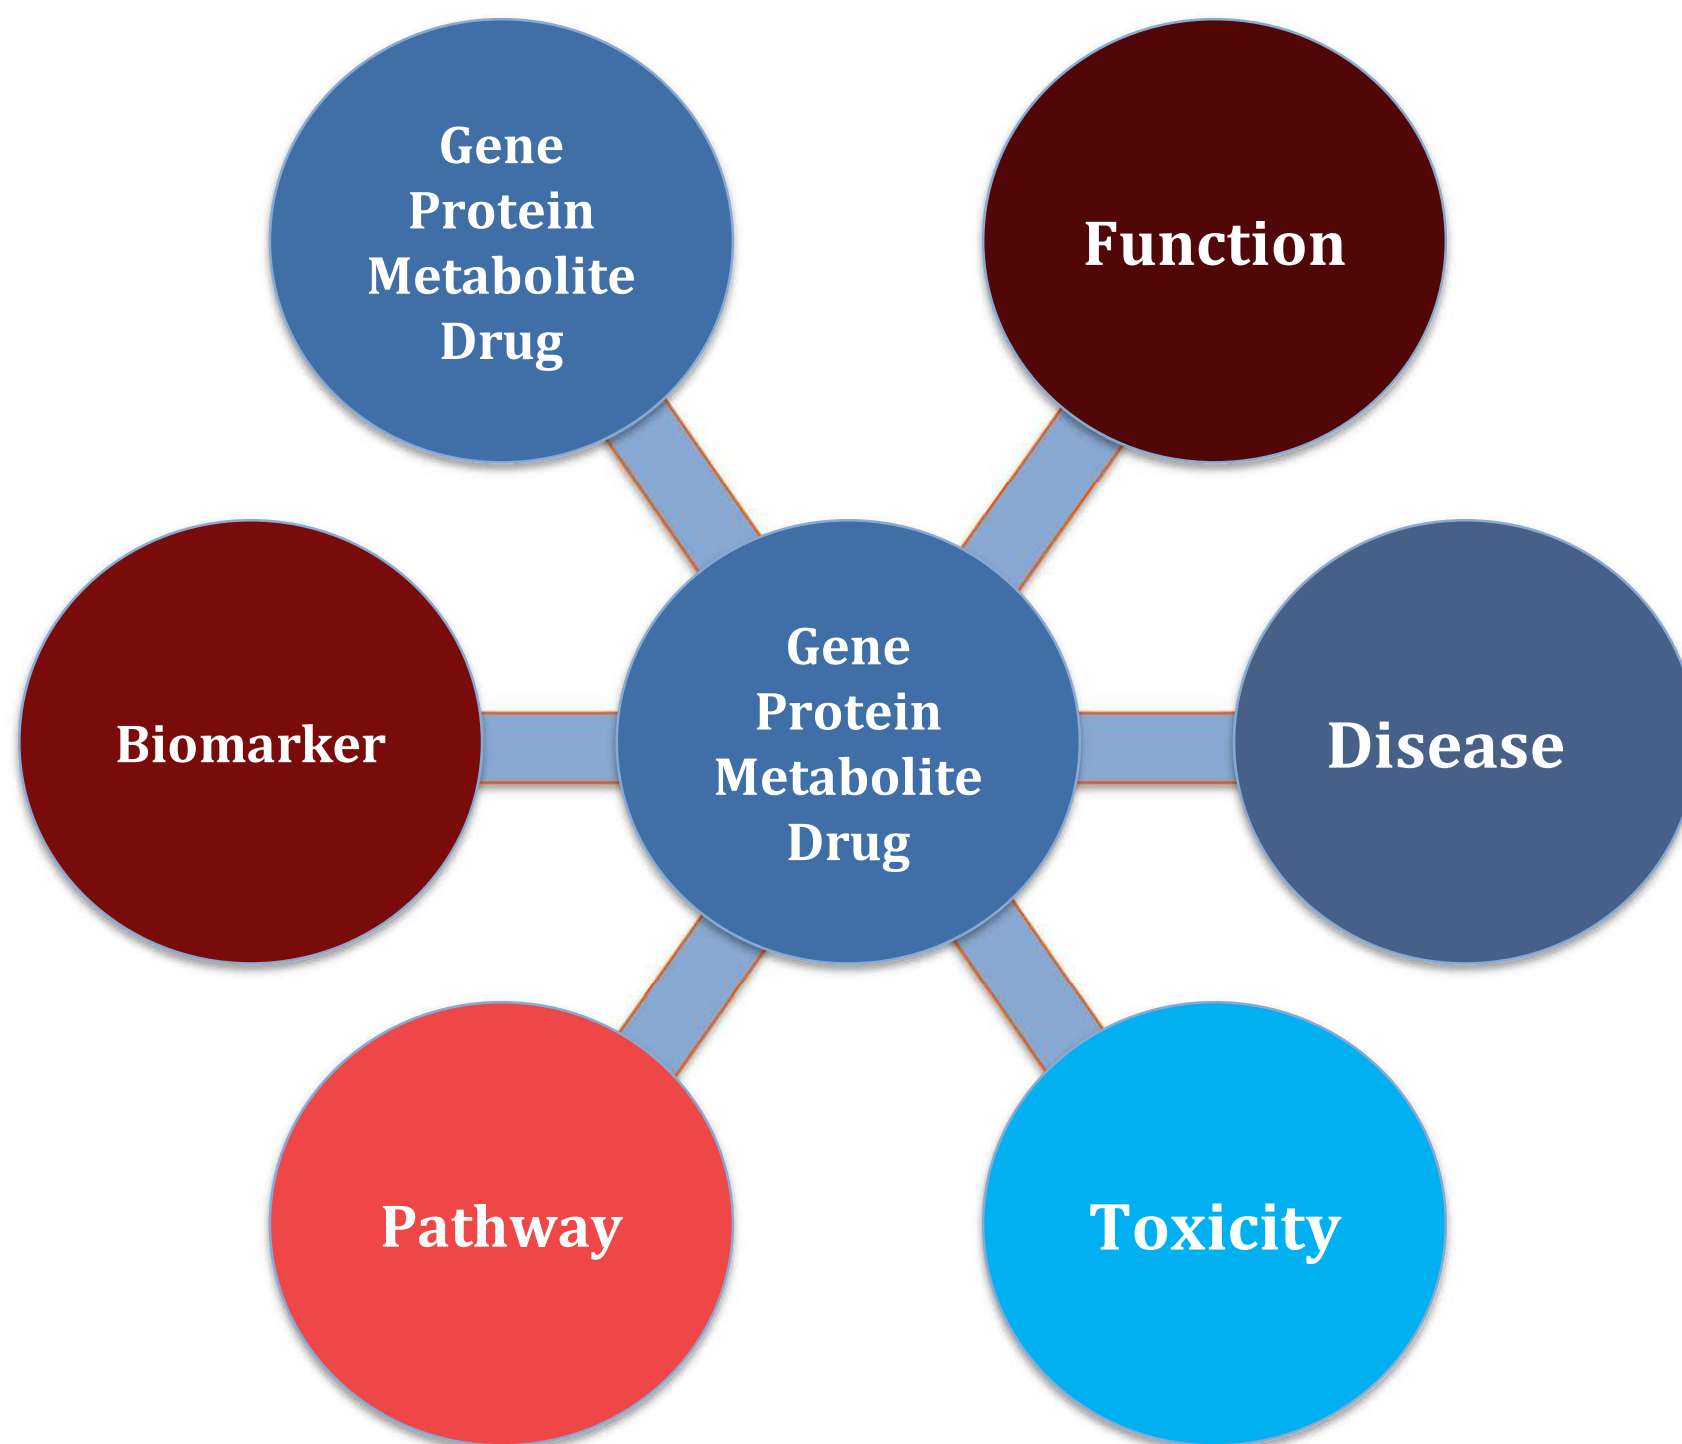 Gene
Protein
Metabolite
Drug
Function
Biomarker
Gene
Protein
Metabolite
Drug
Disease
Pathway
Toxicity